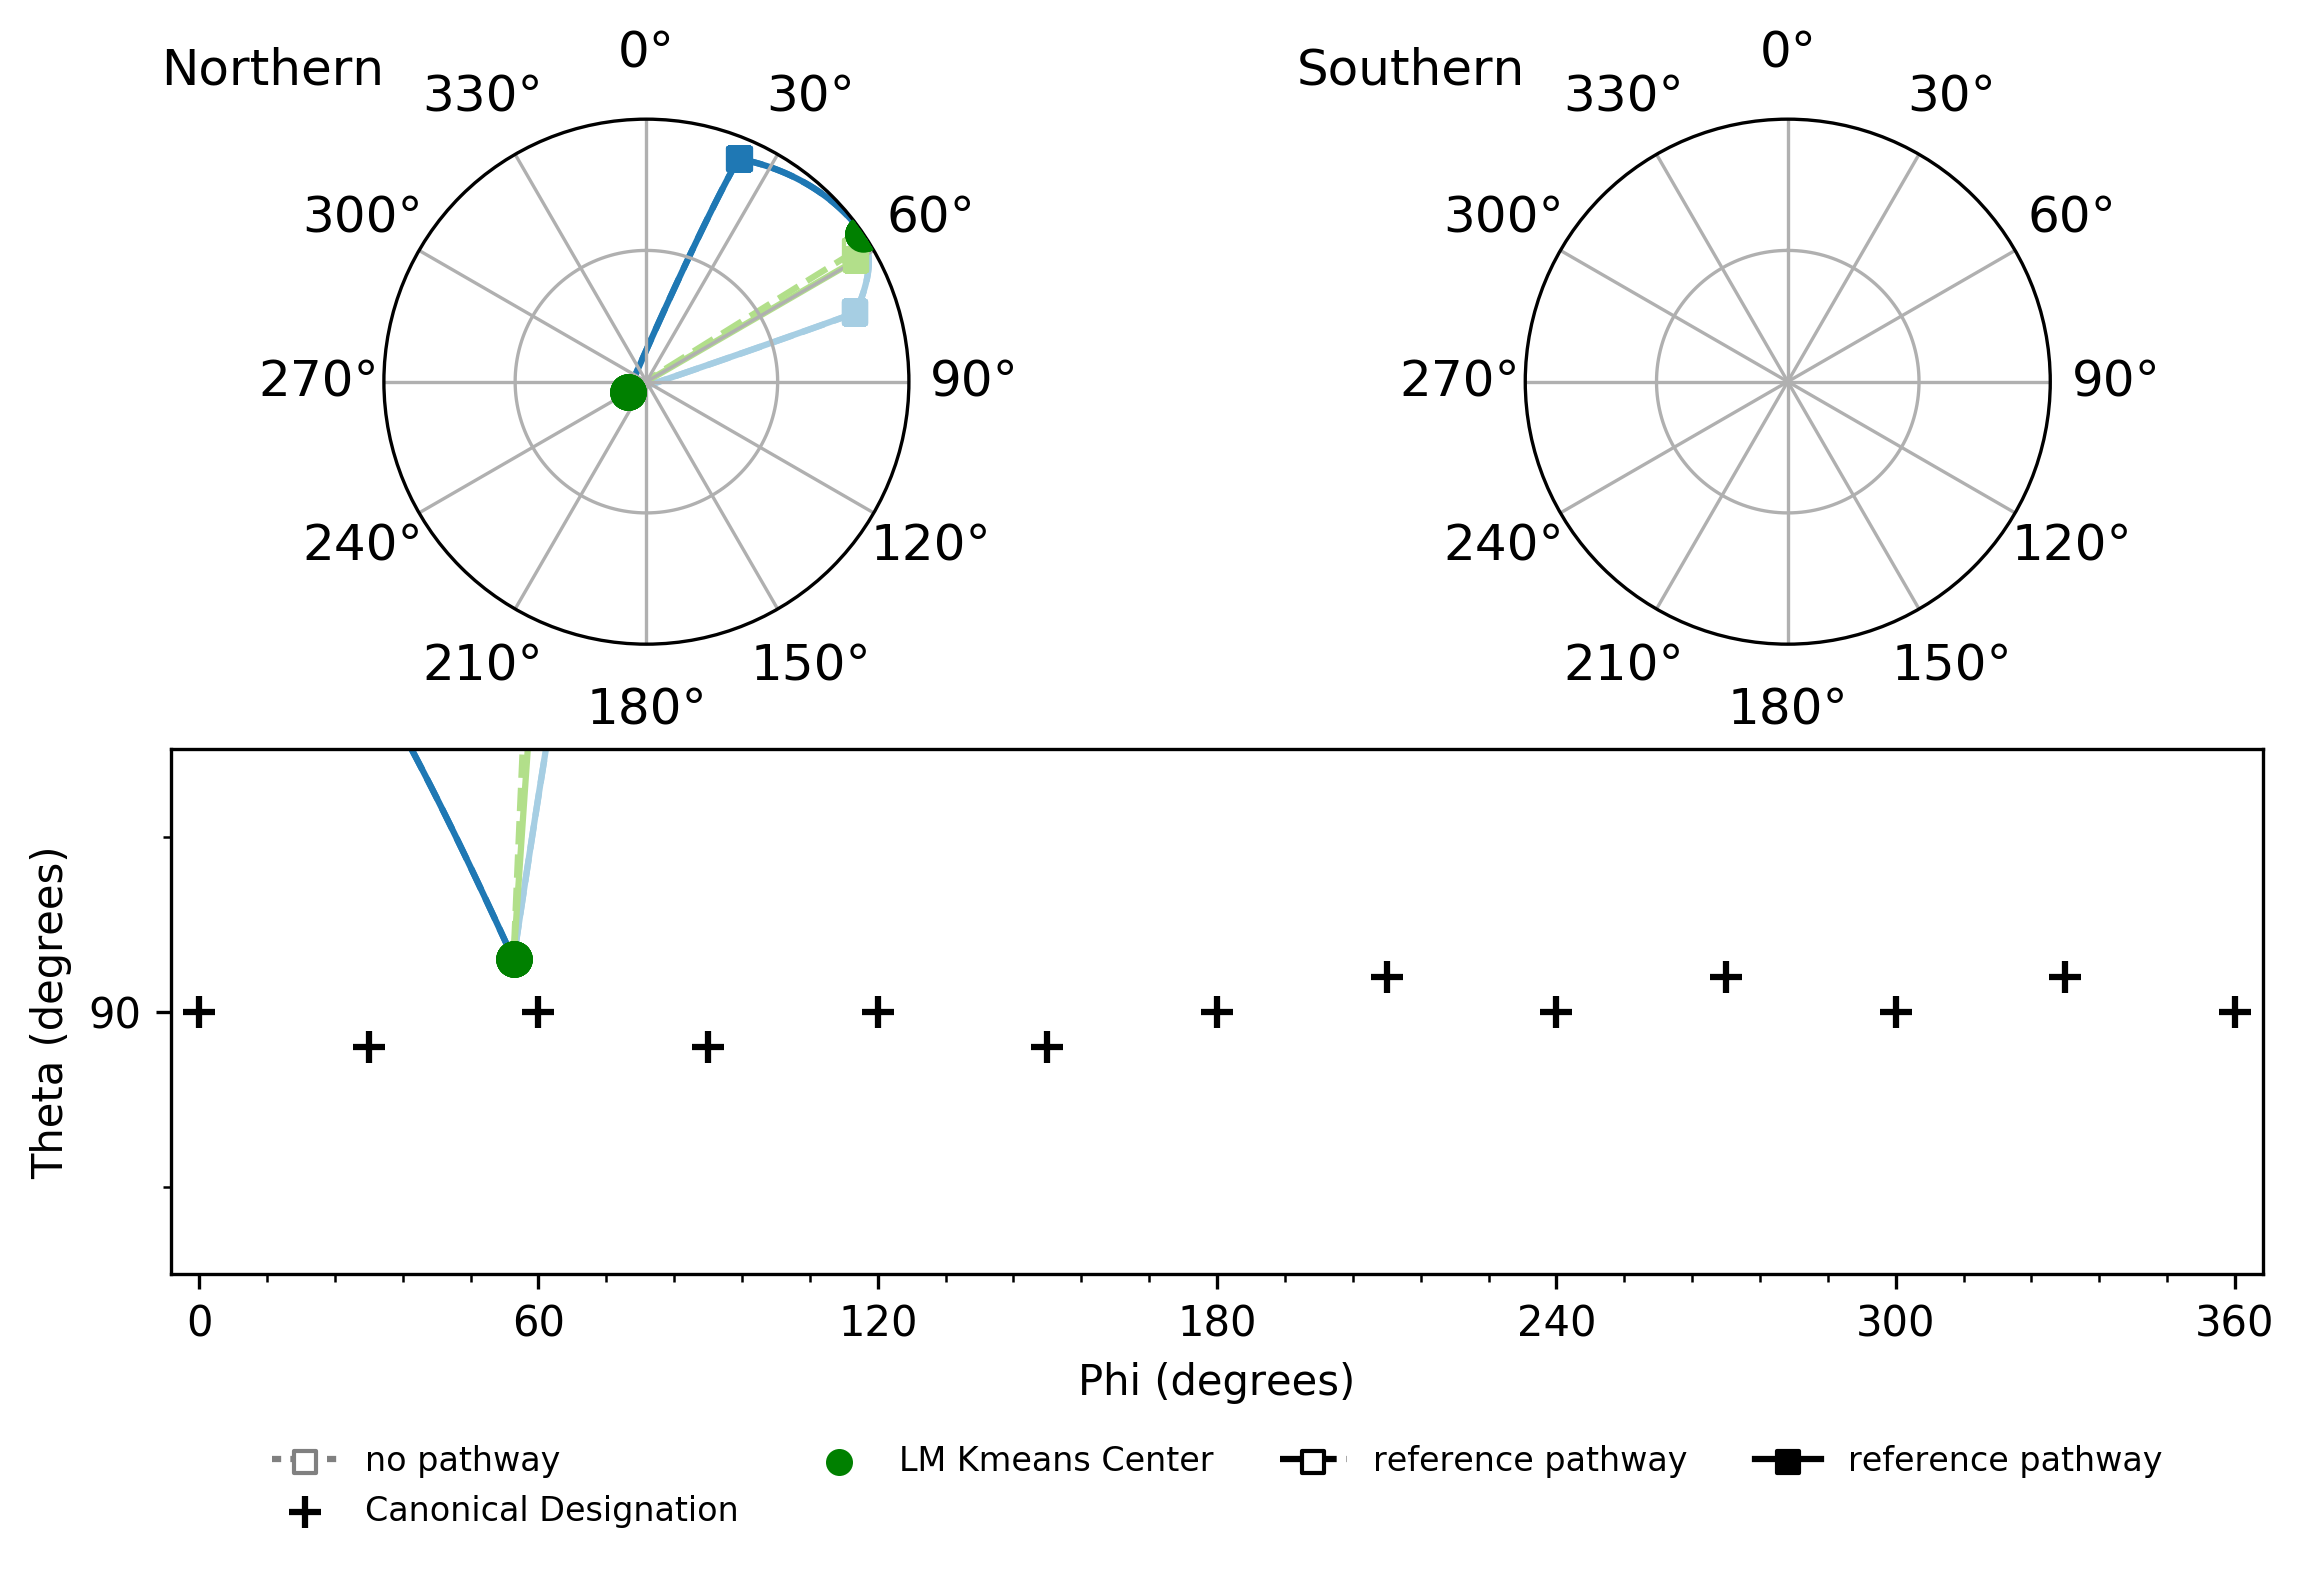 Northern
0°
330°
30°
300°
60°
270°
90°
240°
120°
210°
150°
180°
Southern
0°
330°
30°
300°
60°
270°
90°
240°
120°
210°
150°
180°
Theta (degrees)
90
0 60 120 180 240 300 360
Phi (degrees)
no pathway
Canonical Designation
LM Kmeans Center
reference pathway
reference pathway